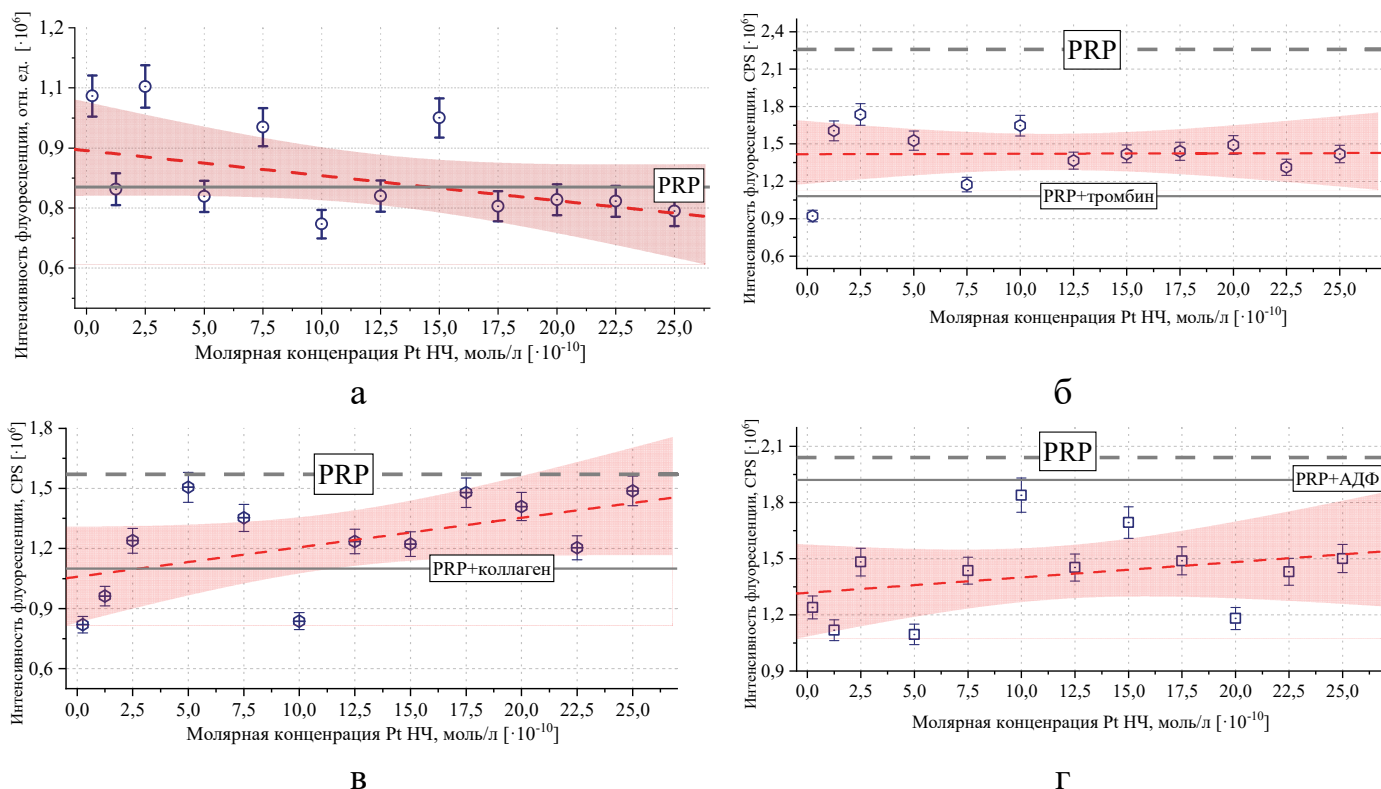 Интенсивность флуоресценции, отн. ед. [·10⁶]
1,2
1,1
0,9
0,8
0,6
PRP
0,0 2,5 5,0 7,5 10,0 12,5 15,0 17,5 20,0 22,5 25,0
Молярная конценрация Pt НЧ, моль/л [·10⁻¹⁰]
а
Интенсивность флуоресценции, CPS [·10⁶]
2,4
2,1
1,8
1,5
1,2
0,9
0,6
PRP
PRP+тромбин
0,0 2,5 5,0 7,5 10,0 12,5 15,0 17,5 20,0 22,5 25,0
Молярная конценрация Pt НЧ, моль/л [·10⁻¹⁰]
б
Интенсивность флуоресценции, CPS [·10⁶]
1,8
1,5
1,2
0,9
0,6
PRP
PRP+коллаген
0,0 2,5 5,0 7,5 10,0 12,5 15,0 17,5 20,0 22,5 25,0
Молярная конценрация Pt НЧ, моль/л [·10⁻¹⁰]
в
Интенсивность флуоресценции, CPS [·10⁶]
2,1
1,8
1,5
1,2
0,9
PRP
PRP+АДФ
0,0 2,5 5,0 7,5 10,0 12,5 15,0 17,5 20,0 22,5 25,0
Молярная конценрация Pt НЧ, моль/л [·10⁻¹⁰]
г